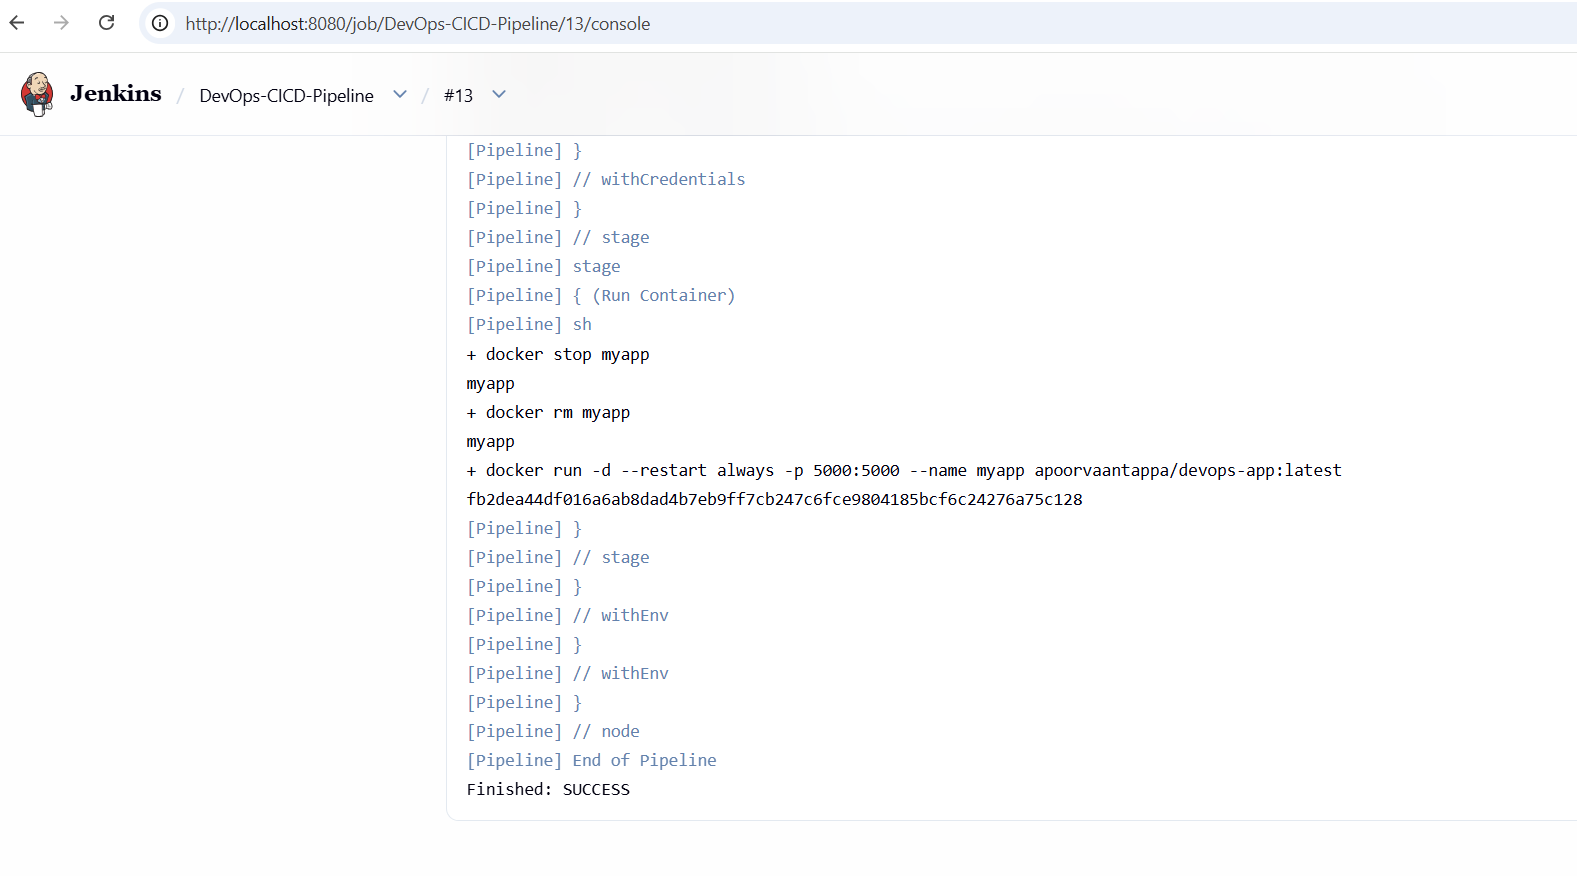 http://localhost:8080/job/DevOps-CICD-Pipeline/13/console
Jenkins / DevOps-CICD-Pipeline / #13
[Pipeline] }
[Pipeline] // withCredentials
[Pipeline] }
[Pipeline] // stage
[Pipeline] stage
[Pipeline] { (Run Container)
[Pipeline] sh
+ docker stop myapp
myapp
+ docker rm myapp
myapp
+ docker run -d --restart always -p 5000:5000 --name myapp apoorvaantappa/devops-app:latest
fb2dea44df016a6ab8dad4b7eb9ff7cb247c6fce9804185bcf6c24276a75c128
[Pipeline] }
[Pipeline] // stage
[Pipeline] }
[Pipeline] // withEnv
[Pipeline] }
[Pipeline] // withEnv
[Pipeline] }
[Pipeline] // node
[Pipeline] End of Pipeline
Finished: SUCCESS